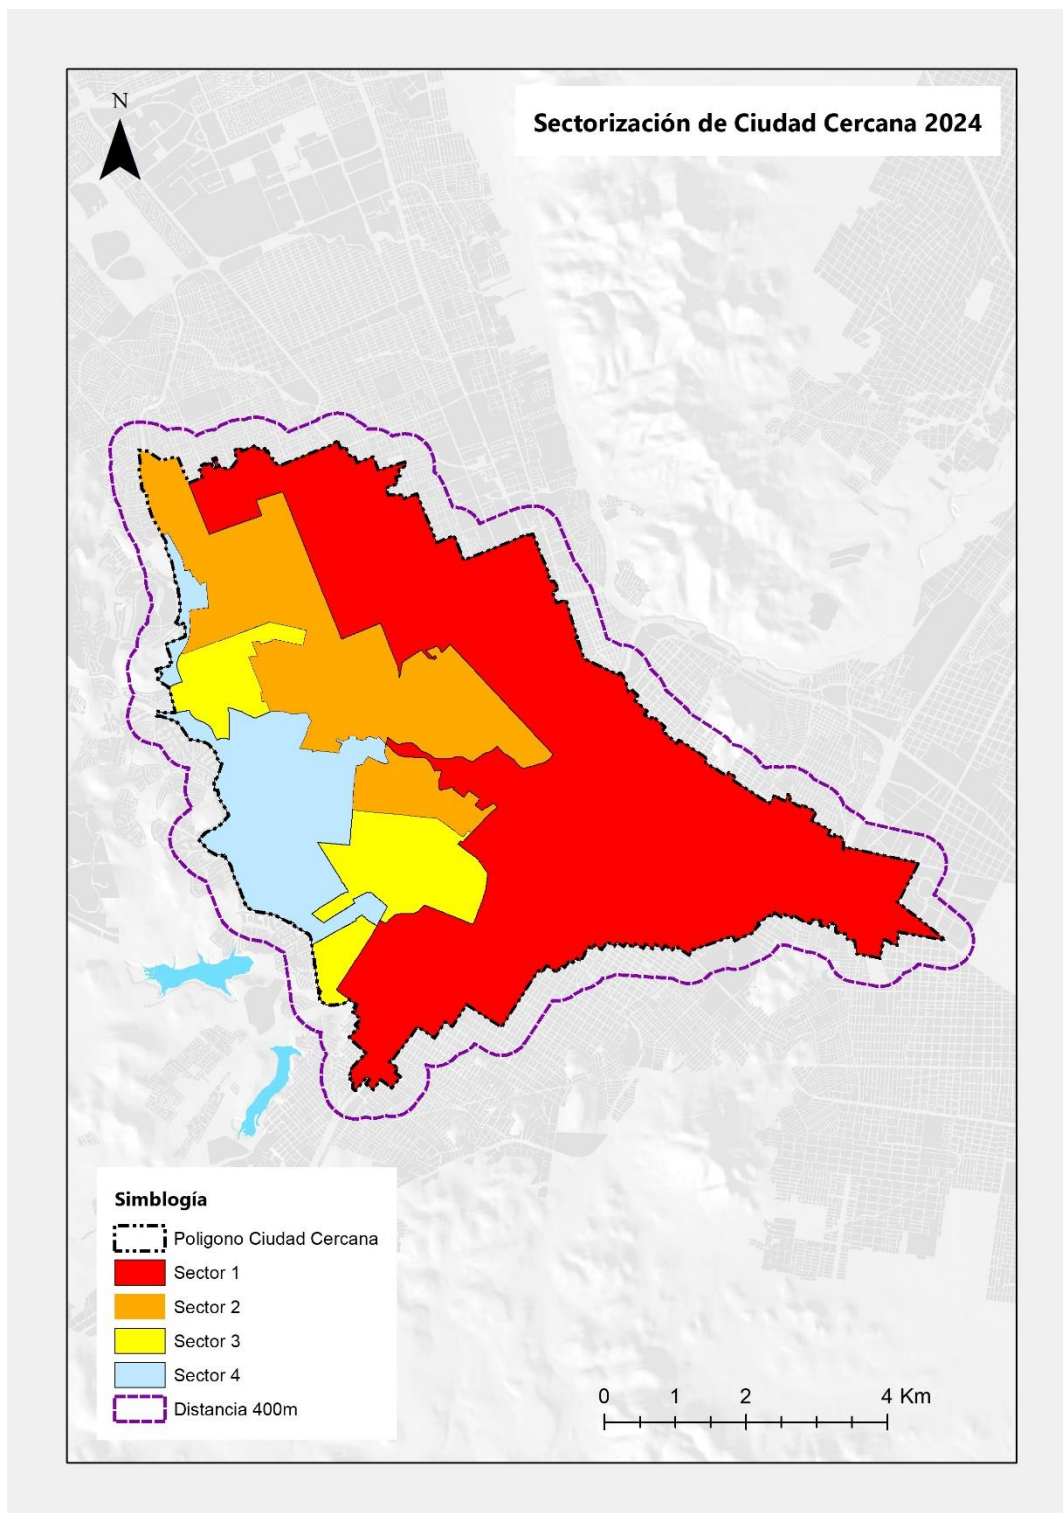 N
Sectorización de Ciudad Cercana 2024
Simblogía
Poligono Ciudad Cercana
Sector 1
Sector 2
Sector 3
Sector 4
Distancia 400m
0 1 2 4 Km